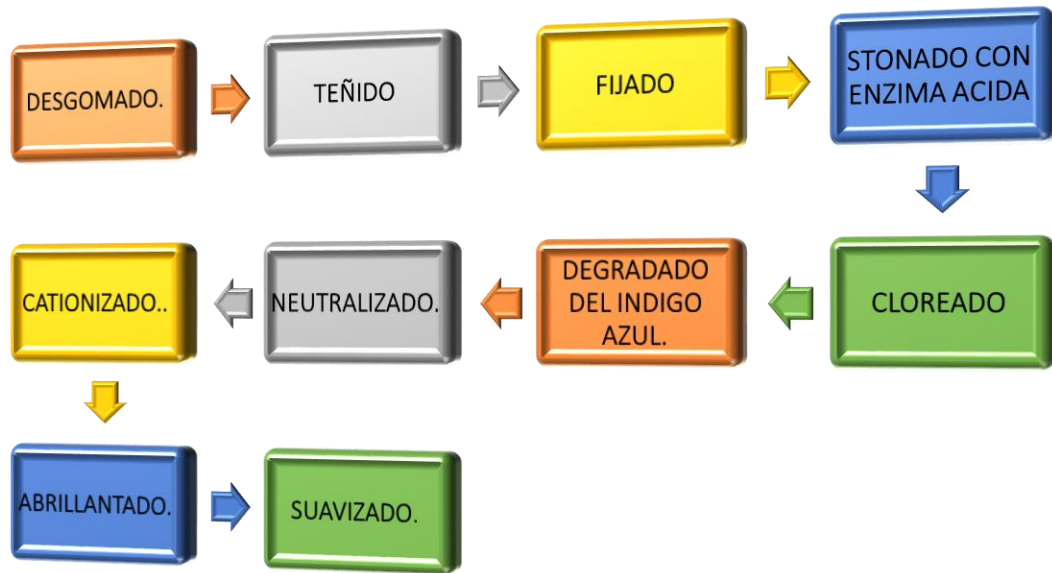 DESGOMADO.
TEÑIDO
FIJADO
STONADO CON
ENZIMA ACIDA
CLOREADO
DEGRADADO
DEL INDIGO
AZUL.
NEUTRALIZADO.
CATIONIZADO..
ABRILLANTADO.
SUAVIZADO.